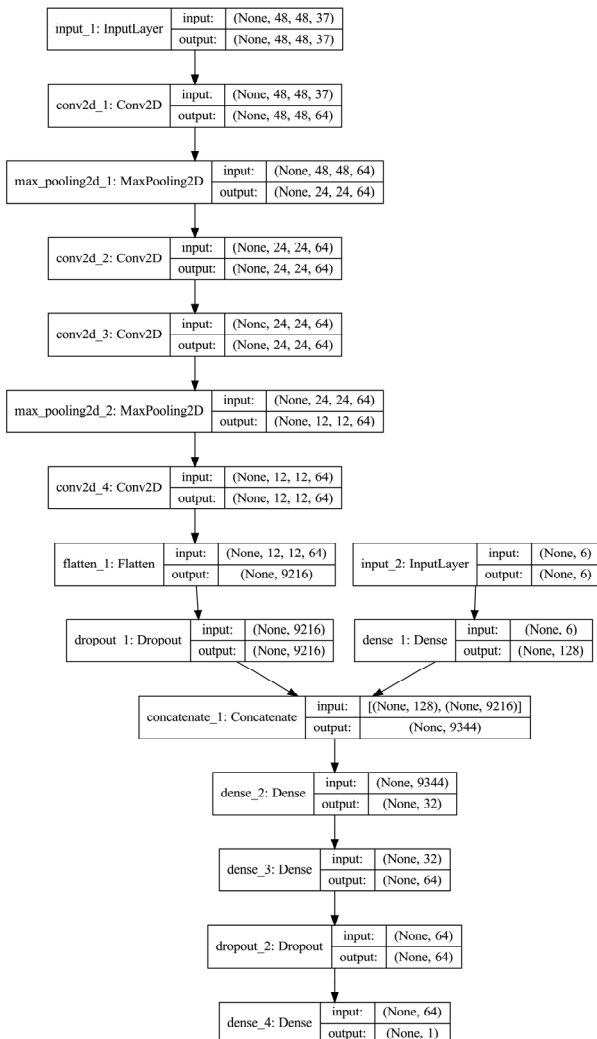 input_1: InputLayer input: (None, 48, 48, 37)
output: (None, 48, 48, 37)
conv2d_1: Conv2D input: (None, 48, 48, 37)
output: (None, 48, 48, 64)
max_pooling2d_1: MaxPooling2D input: (None, 48, 48, 64)
output: (None, 24, 24, 64)
conv2d_2: Conv2D input: (None, 24, 24, 64)
output: (None, 24, 24, 64)
conv2d_3: Conv2D input: (None, 24, 24, 64)
output: (None, 24, 24, 64)
max_pooling2d_2: MaxPooling2D input: (None, 24, 24, 64)
output: (None, 12, 12, 64)
conv2d_4: Conv2D input: (None, 12, 12, 64)
output: (None, 12, 12, 64)
flatten_1: Flatten input: (None, 12, 12, 64)
output: (None, 9216)
input_2: InputLayer input: (None, 6)
output: (None, 6)
dropout_1: Dropout input: (None, 9216)
output: (None, 9216)
dense_1: Dense input: (None, 6)
output: (None, 128)
concatenate_1: Concatenate input: [(None, 128), (None, 9216)]
output: (None, 9344)
dense_2: Dense input: (None, 9344)
output: (None, 32)
dense_3: Dense input: (None, 32)
output: (None, 64)
dropout_2: Dropout input: (None, 64)
output: (None, 64)
dense_4: Dense input: (None, 64)
output: (None, 1)